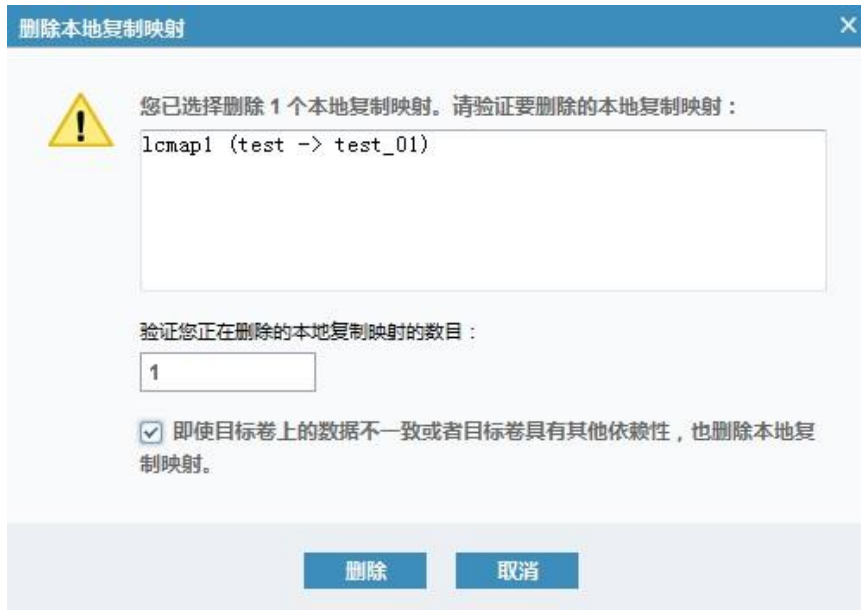 删除本地复制映射
您已选择删除 1 个本地复制映射。请验证要删除的本地复制映射：
lcmap1 (test -> test_01)
验证您正在删除的本地复制映射的数目：
1
即使目标卷上的数据不一致或者目标卷具有其他依赖性，也删除本地复
制映射。
删除
取消